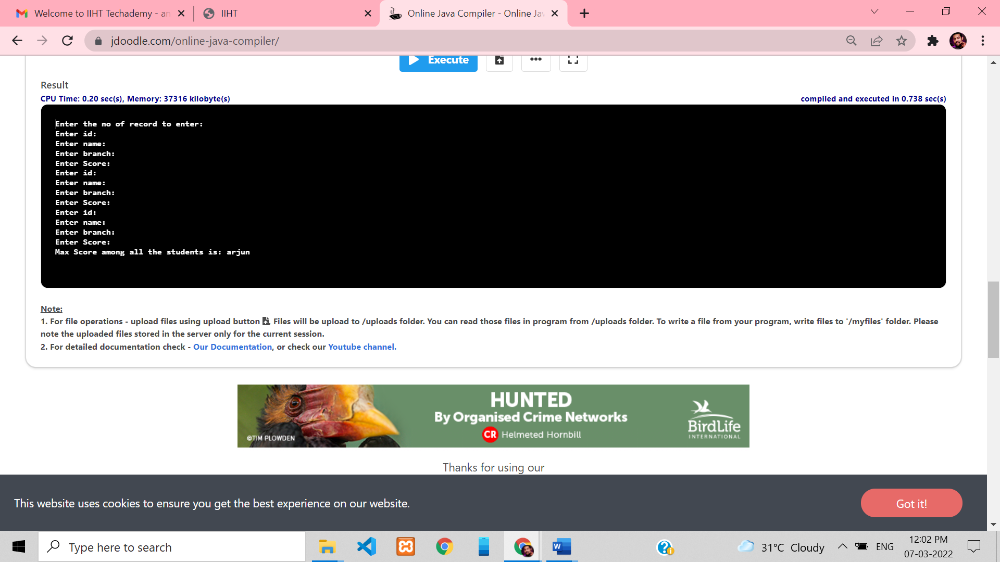 Welcome to IIHT Techademy - an
IIHT
Online Java Compiler - Online Jav
jdoodle.com/online-java-compiler/
Execute
Result
CPU Time: 0.20 sec(s), Memory: 37316 kilobyte(s)
compiled and executed in 0.738 sec(s)
Enter the no of record to enter:
Enter id:
Enter name:
Enter branch:
Enter Score:
Enter id:
Enter name:
Enter branch:
Enter Score:
Enter id:
Enter name:
Enter branch:
Enter Score:
Max Score among all the students is: arjun
Note:
1. For file operations - upload files using upload button , Files will be upload to /uploads folder. You can read those files in program from /uploads folder. To write a file from your program, write files to '/myfiles' folder. Please
note the uploaded files stored in the server only for the current session.
2. For detailed documentation check - Our Documentation, or check our Youtube channel.
HUNTED
By Organised Crime Networks
CR Helmeted Hornbill
©TIM PLOWDEN
BirdLife
INTERNATIONAL
Thanks for using our
This website uses cookies to ensure you get the best experience on our website.
Got it!
Type here to search
31°C Cloudy
ENG
12:02 PM
07-03-2022